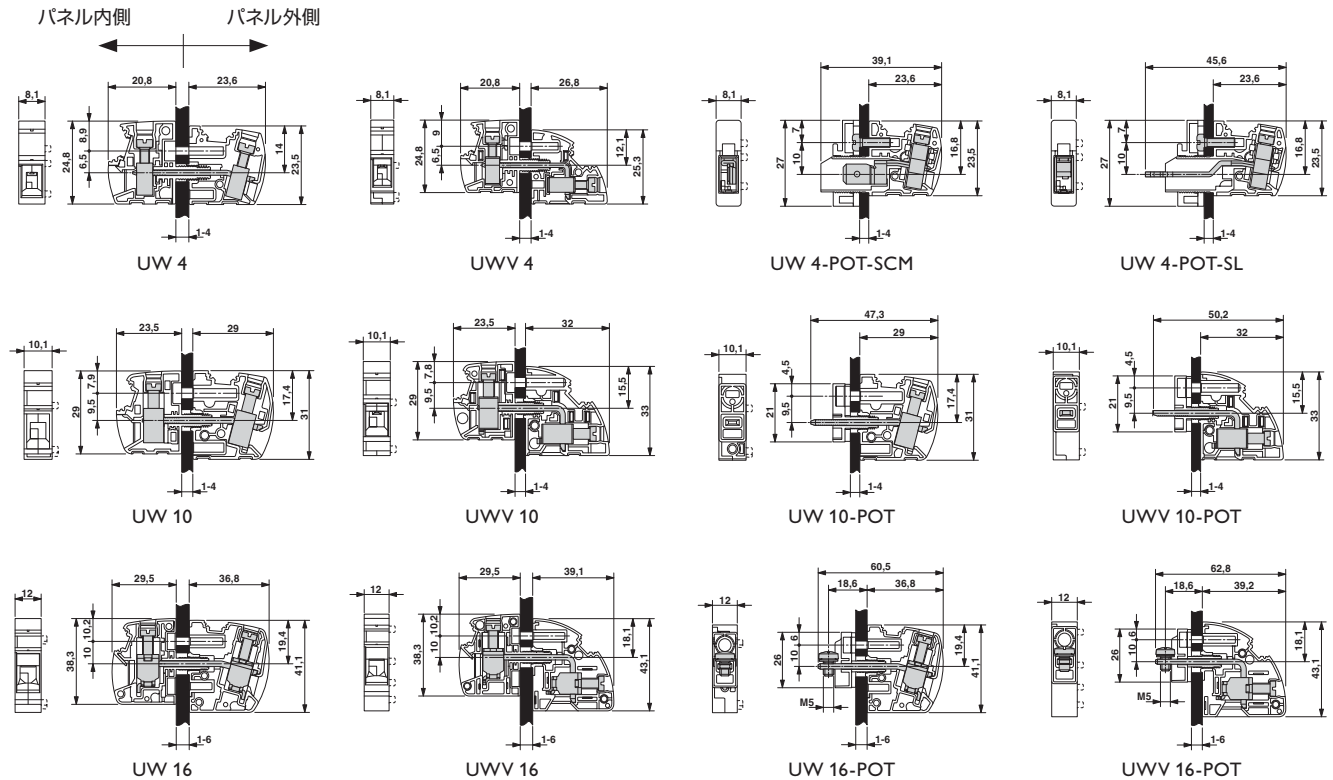 パネル内側 パネル外側
8,1 20,8 23,6 24,8 8,9 6,5 14 23,5 1-4
UW 4
8,1 20,8 26,8 24,8 9 6,5 12,1 25,3 1-4
UWV 4
8,1 39,1 23,6 27 7 10 16,8 23,5 1-4
UW 4-POT-SCM
8,1 45,6 23,6 27 7 10 16,8 23,5 1-4
UW 4-POT-SL
10,1 23,5 29 29 7,9 9,5 17,4 31 1-4
UW 10
10,1 23,5 32 29 7,8 9,5 15,5 33 1-4
UWV 10
10,1 47,3 29 21 4,5 9,5 17,4 31 1-4
UW 10-POT
10,1 50,2 32 21 4,5 9,5 15,5 33 1-4
UWV 10-POT
12 29,5 36,8 38,3 10,2 10 19,4 41,1 1-6
UW 16
12 29,5 39,1 38,3 10,2 10 18,1 43,1 1-6
UWV 16
12 60,5 18,6 36,8 26 10 19,4 41,1 M5 1-6
UW 16-POT
12 62,8 18,6 39,2 26 18,6 10 18,1 43,1 M5 1-6
UWV 16-POT